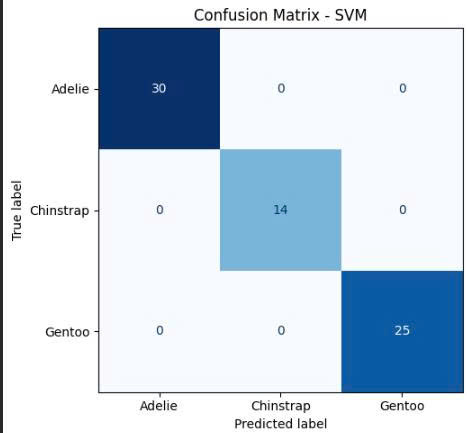 Confusion Matrix - SVM
True label
Adelie 30 0 0
Chinstrap 0 14 0
Gentoo 0 0 25
Adelie Chinstrap Gentoo
Predicted label